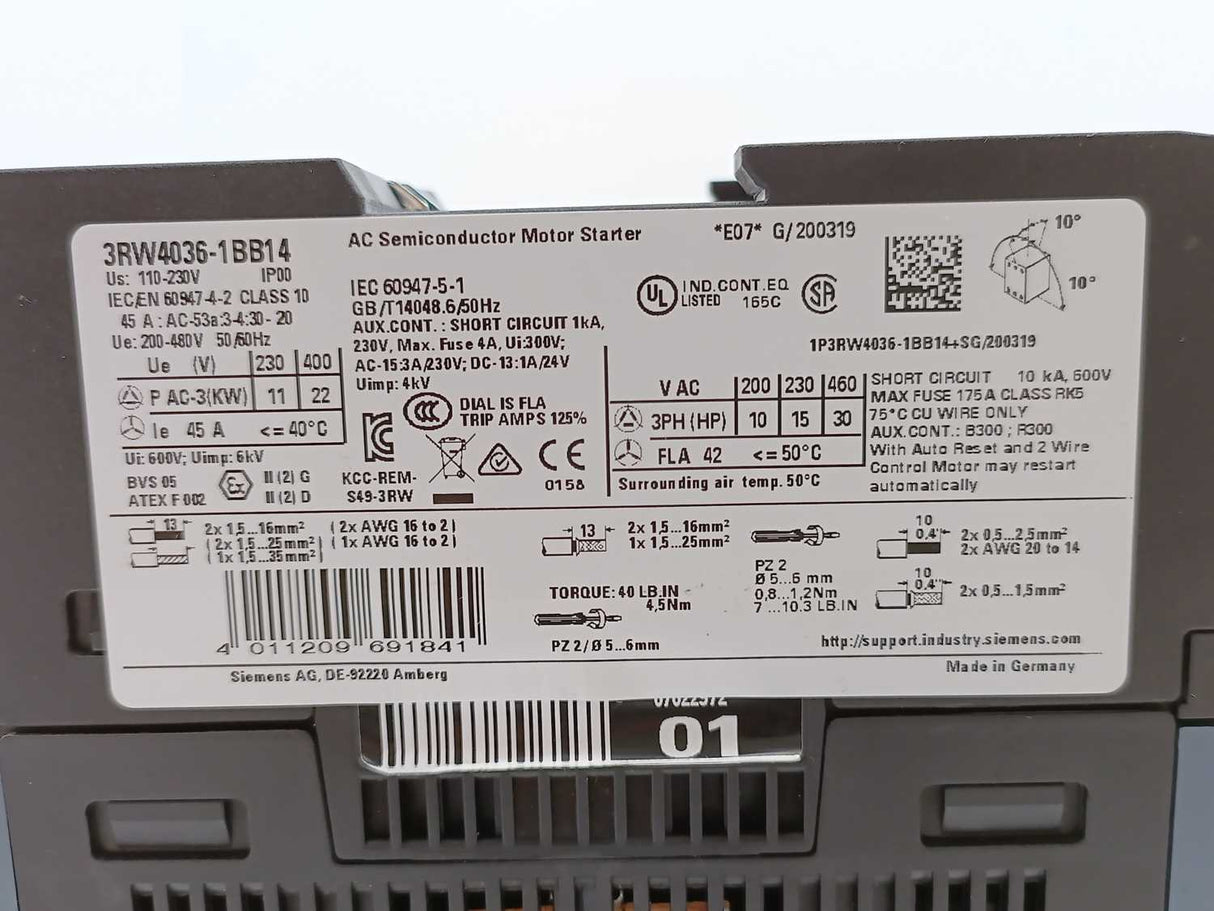 3RW4036-1BB14
Us: 110-230V IP00
IEC/EN 60947-4-2 CLASS 10
45 A : AC-53a:3-4:30-20
Ue: 200-480V 50/60Hz
Ue (V) 230 400
P AC-3(KW) 11 22
Ie 45 A <=40°C
Ui: 600V; Uimp: 6kV
BVS 05
ATEX F 002
Ex
II (2) G
II (2) D
AC Semiconductor Motor Starter
IEC 60947-5-1
GB/T14048.6/50Hz
AUX.CONT. : SHORT CIRCUIT 1kA,
230V, Max. Fuse 4A, Ui:300V;
AC-15:3A/230V; DC-13:1A/24V
Uimp: 4kV
CCC
DIAL IS FLA
TRIP AMPS 125%
KCC-REM-
S49-3RW
CE
0158
*E07* G/200319
UL
LISTED
IND.CONT.EQ
165C
SA
10°
10°
1P3RW4036-1BB14+SG/200319
V AC 200 230 460
3PH (HP) 10 15 30
FLA 42 <=50°C
Surrounding air temp. 50°C
SHORT CIRCUIT 10 kA, 600V
MAX FUSE 175A CLASS RK5
75°C CU WIRE ONLY
AUX.CONT.: B300 ; R300
With Auto Reset and 2 Wire
Control Motor may restart
automatically
13
2x 1,5...16mm² (2x AWG 16 to 2)
(2x 1,5...25mm²) (1x AWG 16 to 2)
(1x 1,5...35mm²)
13
2x 1,5...16mm²
1x 1,5...25mm²
TORQUE: 40 LB.IN
4,5Nm
PZ 2/Ø 5...6mm
PZ 2
Ø 5...6 mm
0,8...1,2Nm
7 ...10.3 LB.IN
10
0.4"
2x 0,5...2,5mm²
2x AWG 20 to 14
10
0.4"
2x 0,5...1,5mm²
4 011209 691841
http://support.industry.siemens.com
Siemens AG, DE-92220 Amberg
Made in Germany
01